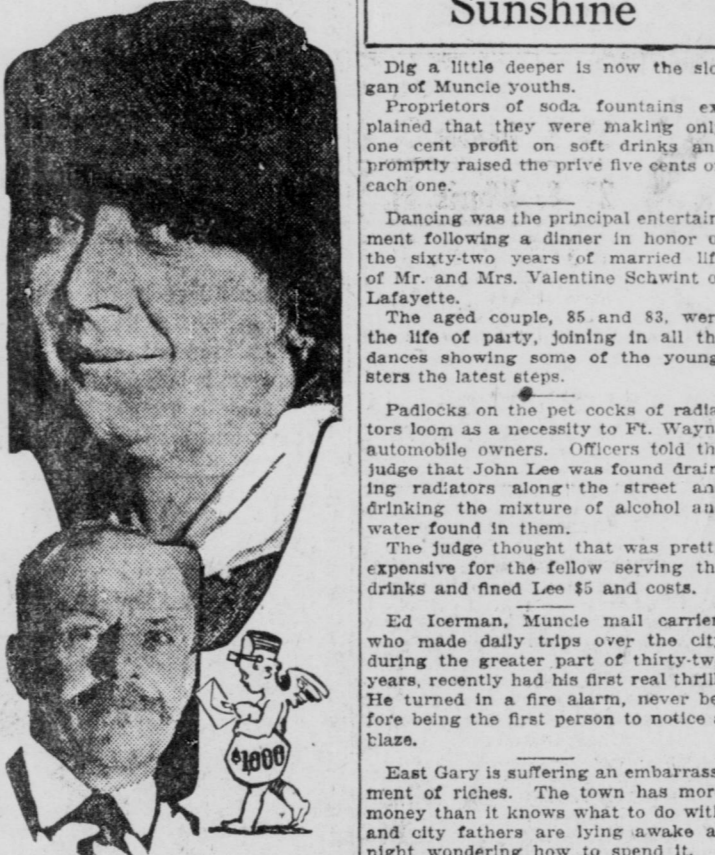 Sunshine
Dig a little deeper is now the slo
gan of Muncie youths.
Proprietors of soda fountains ex
plained that they were making onl
one cent profit on soft drinks an
promptly raised the prive five cents o
each one.
Dancing was the principal entertain
ment following a dinner in honor o
the sixty-two years of married lif
of Mr. and Mrs. Valentine Schwint o
Lafayette.
The aged couple, 85 and 83, wer
the life of party, joining in all th
dances showing some of the young
sters the latest steps.
Padlocks on the pet cocks of radia
tors loom as a necessity to Ft. Wayn
automobile owners. Officers told th
judge that John Lee was found drain
ing radiators along the street an
drinking the mixture of alcohol an
water found in them.
The judge thought that was prett
expensive for the fellow serving th
drinks and fined Lee $5 and costs.
Ed Icerman, Muncie mail carrier
who made daily trips over the city
during the greater part of thirty-tw
years, recently had his first real thrill
He turned in a fire alarm, never be
fore being the first person to notice a
blaze.
East Gary is suffering an embarrass
ment of riches. The town has mor
money than it knows what to do with
and city fathers are lying awake a
night wondering how to spend it.
$1,000